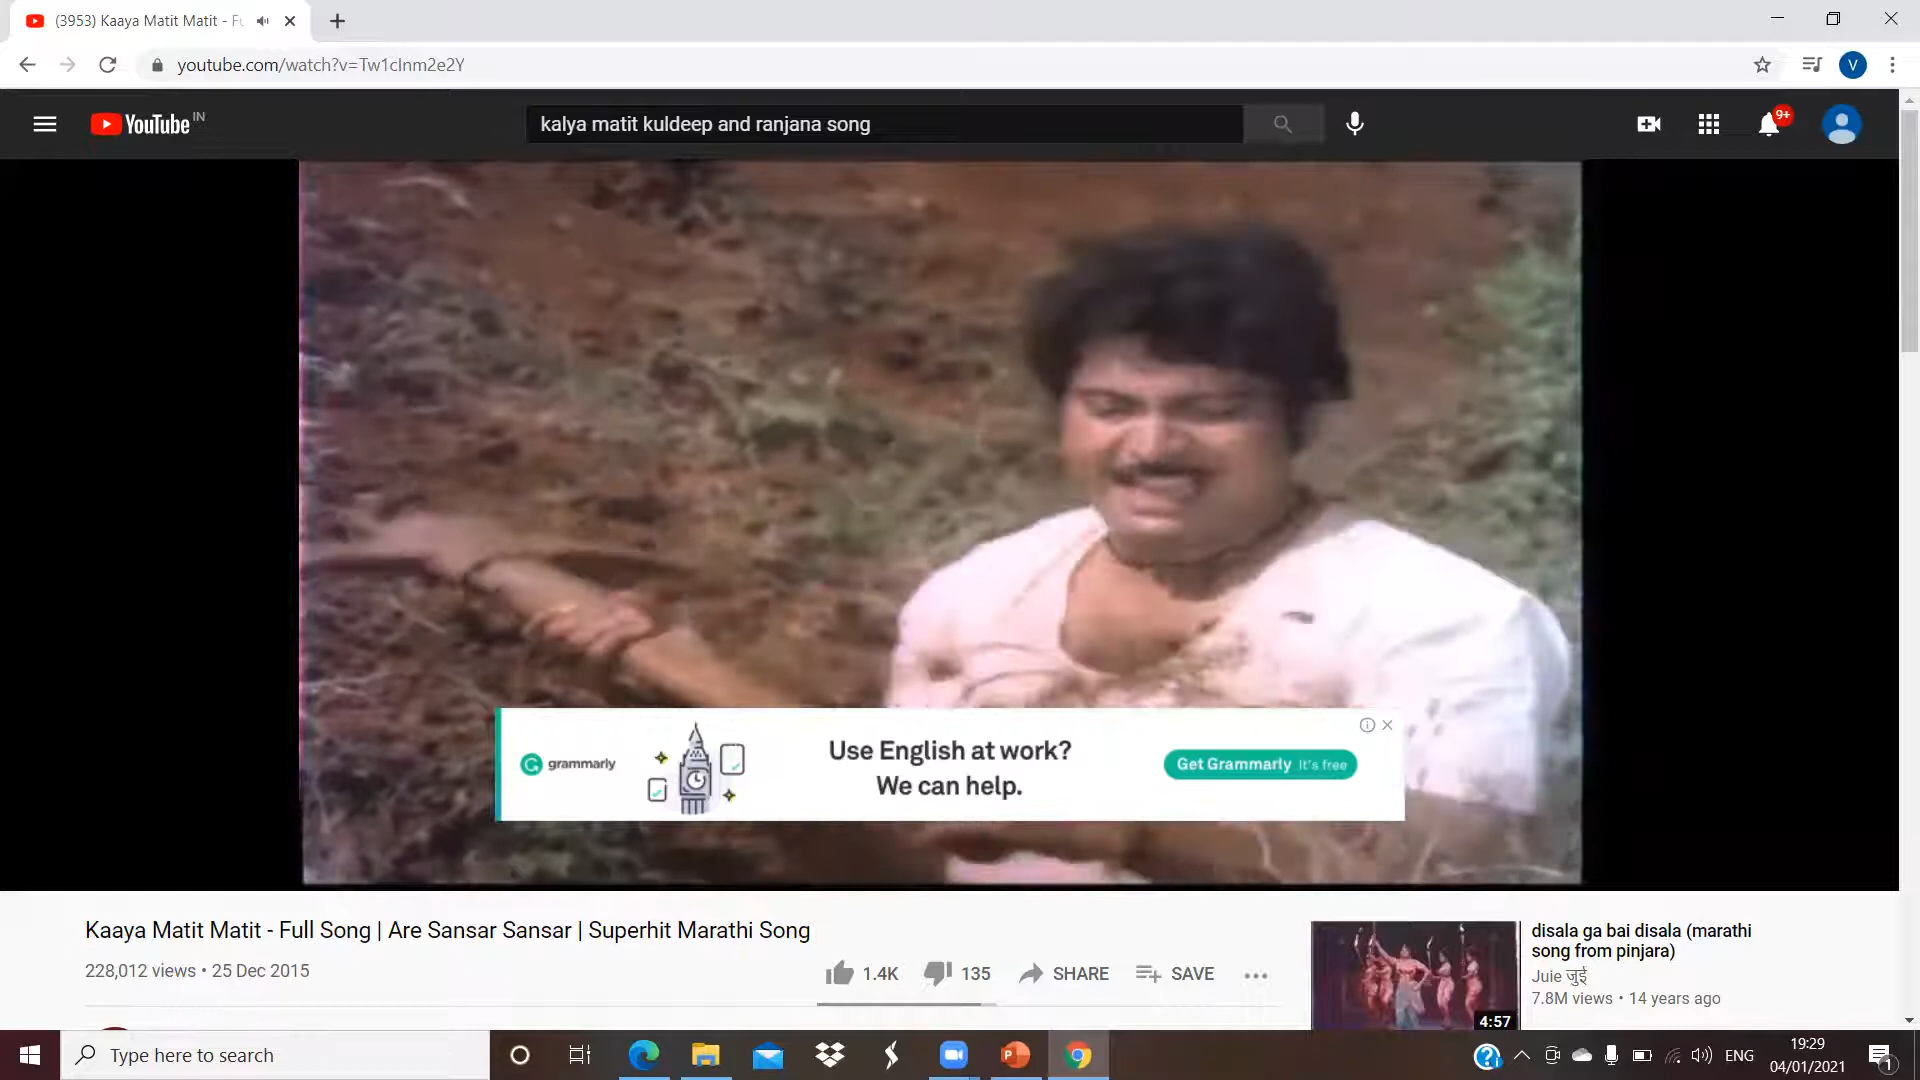 (3953) Kaaya Matit Matit - Fu
youtube.com/watch?v=Tw1cInm2e2Y
YouTube IN
kalya matit kuldeep and ranjana song
9+
V
grammarly
Use English at work?
We can help.
Get Grammarly It's free
Kaaya Matit Matit - Full Song | Are Sansar Sansar | Superhit Marathi Song
228,012 views • 25 Dec 2015
1.4K
135
SHARE
SAVE
4:57
disala ga bai disala (marathi
song from pinjara)
Juie जुई
7.8M views • 14 years ago
Type here to search
ENG
19:29
04/01/2021
1